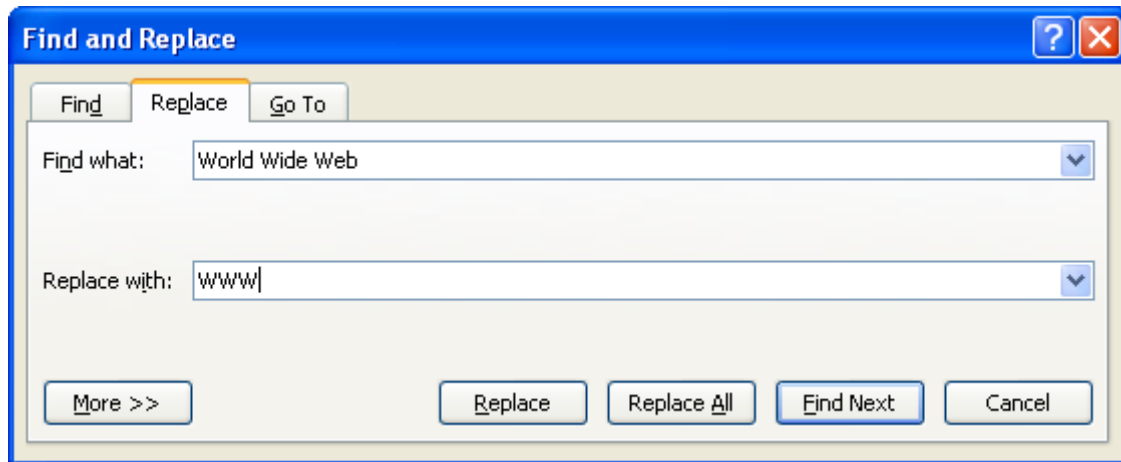 Find and Replace
Find Replace Go To
Find what: World Wide Web
Replace with: WWW
More >> Replace Replace All Find Next Cancel